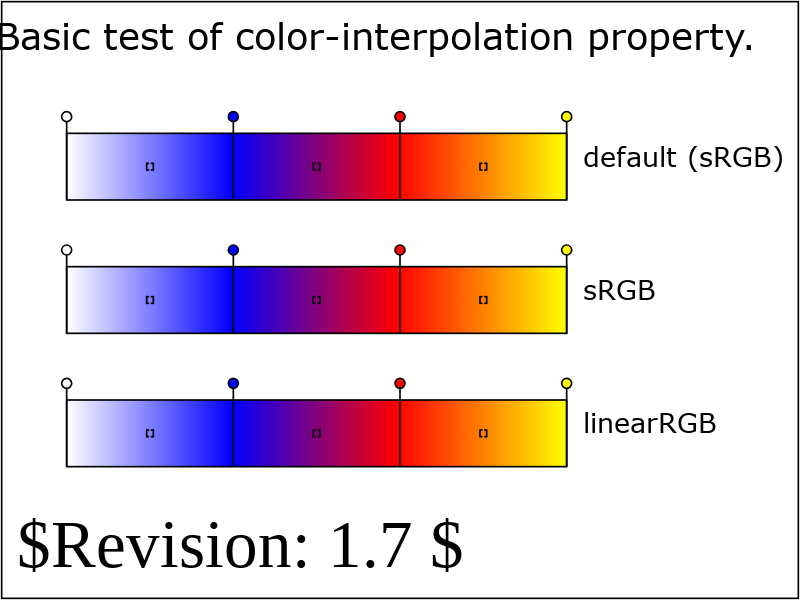 Basic test of color-interpolation property.
default (sRGB)
sRGB
linearRGB
$Revision: 1.7 $